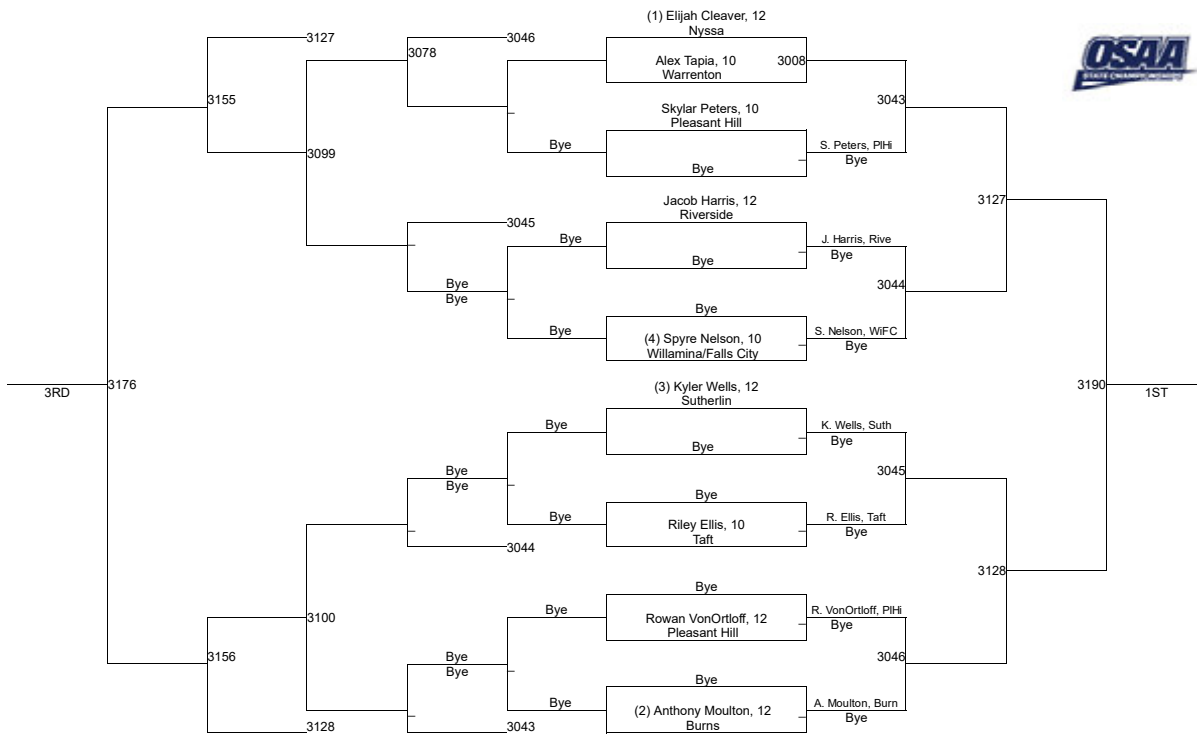 (1) Elijah Cleaver, 12
Nyssa
OSAA
STATE CHAMPIONSHIPS
3127
3046
3078
Alex Tapia, 10
Warrenton
3008
3155
3043
Skylar Peters, 10
Pleasant Hill
Bye
S. Peters, PlHi
Bye
3099
Bye
Jacob Harris, 12
Riverside
3127
3045
Bye
J. Harris, Rive
Bye
Bye
Bye
Bye
3044
Bye
Bye
S. Nelson, WiFC
Bye
(4) Spyre Nelson, 10
Willamina/Falls City
3RD
3176
(3) Kyler Wells, 12
Sutherlin
3190
1ST
Bye
K. Wells, Suth
Bye
Bye
Bye
Bye
3045
Bye
Bye
R. Ellis, Taft
Bye
Riley Ellis, 10
Taft
3044
3128
Bye
3100
Bye
R. VonOrtloff, PlHi
Bye
Rowan VonOrtloff, 12
Pleasant Hill
3156
Bye
Bye
3046
Bye
Bye
A. Moulton, Burn
Bye
(2) Anthony Moulton, 12
Burns
3128
3043